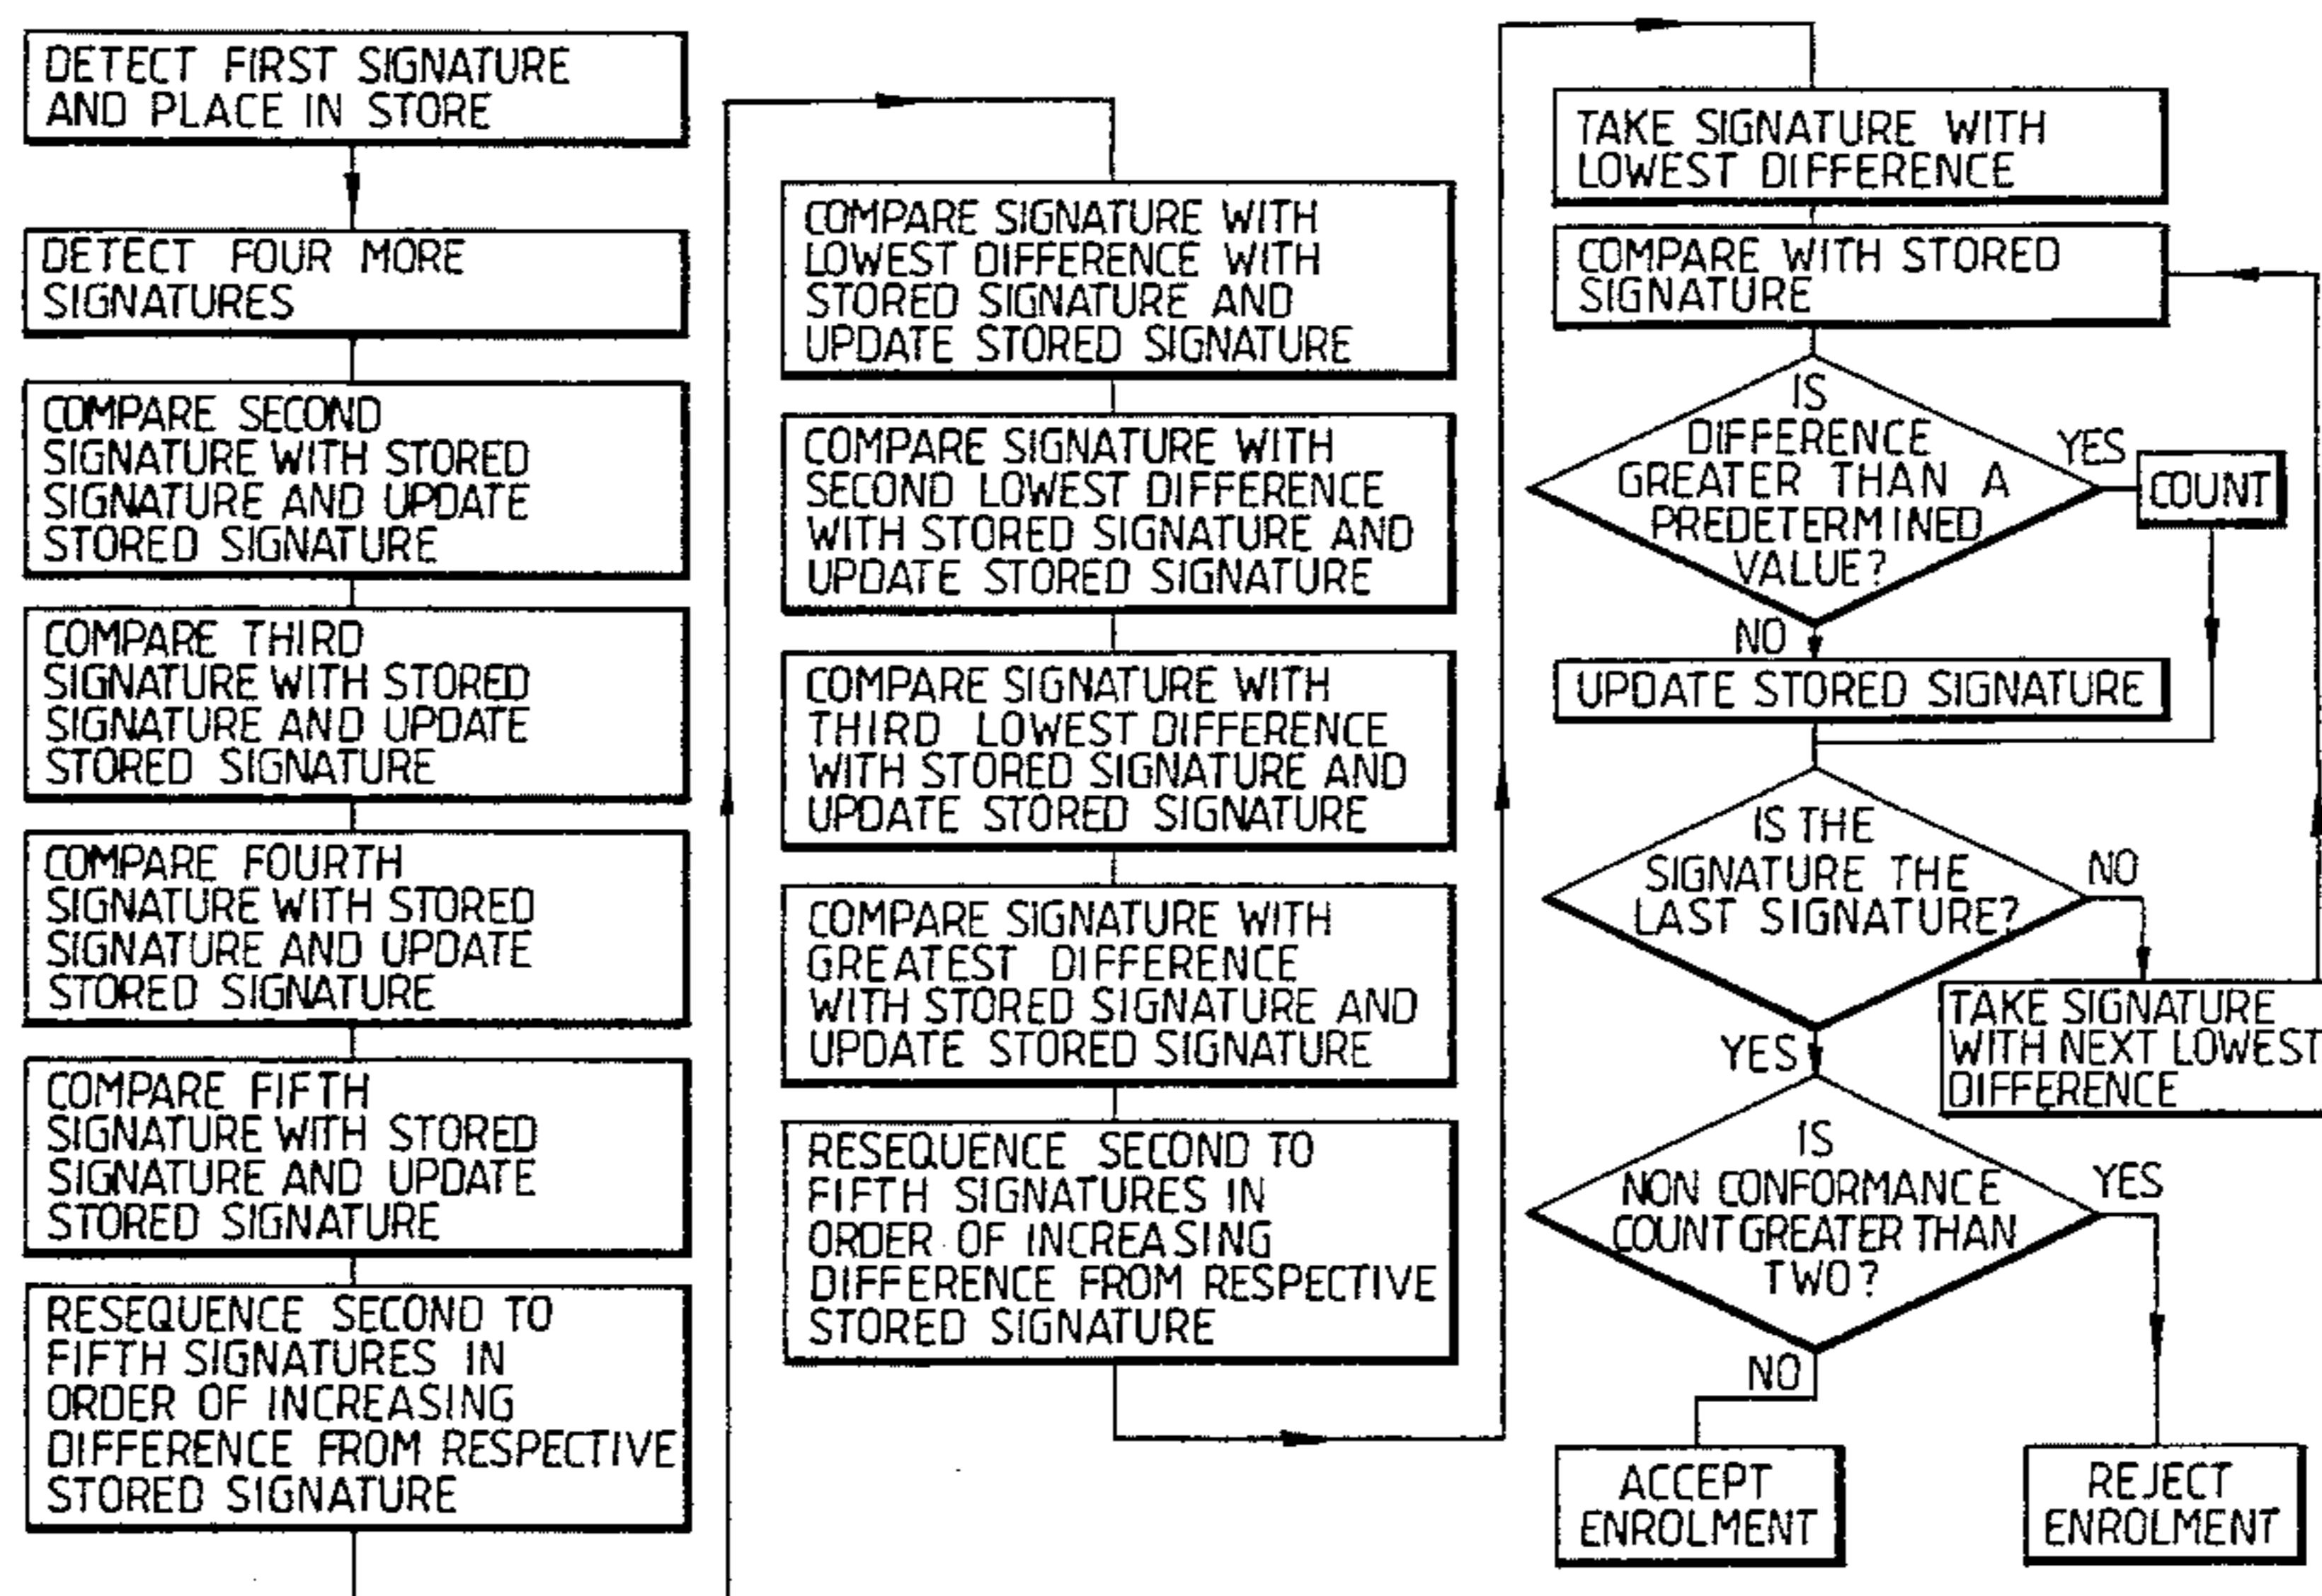 DETECT FIRST SIGNATURE
AND PLACE IN STORE
DETECT FOUR MORE
SIGNATURES
COMPARE SECOND
SIGNATURE WITH STORED
SIGNATURE AND UPDATE
STORED SIGNATURE
COMPARE THIRD
SIGNATURE WITH STORED
SIGNATURE AND UPDATE
STORED SIGNATURE
COMPARE FOURTH
SIGNATURE WITH STORED
SIGNATURE AND UPDATE
STORED SIGNATURE
COMPARE FIFTH
SIGNATURE WITH STORED
SIGNATURE AND UPDATE
STORED SIGNATURE
RESEQUENCE SECOND TO
FIFTH SIGNATURES IN
ORDER OF INCREASING
DIFFERENCE FROM RESPECTIVE
STORED SIGNATURE
COMPARE SIGNATURE WITH
LOWEST DIFFERENCE WITH
STORED SIGNATURE AND
UPDATE STORED SIGNATURE
COMPARE SIGNATURE WITH
SECOND LOWEST DIFFERENCE
WITH STORED SIGNATURE AND
UPDATE STORED SIGNATURE
COMPARE SIGNATURE WITH
THIRD LOWEST DIFFERENCE
WITH STORED SIGNATURE AND
UPDATE STORED SIGNATURE
COMPARE SIGNATURE WITH
GREATEST DIFFERENCE
WITH STORED SIGNATURE AND
UPDATE STORED SIGNATURE
RESEQUENCE SECOND TO
FIFTH SIGNATURES IN
ORDER OF INCREASING
DIFFERENCE FROM RESPECTIVE
STORED SIGNATURE
TAKE SIGNATURE WITH
LOWEST DIFFERENCE
COMPARE WITH STORED
SIGNATURE
IS
DIFFERENCE
GREATER THAN A
PREDETERMINED
VALUE?
YES
COUNT
NO
UPDATE STORED SIGNATURE
IS THE
SIGNATURE THE
LAST SIGNATURE?
NO
TAKE SIGNATURE
WITH NEXT LOWEST
DIFFERENCE
YES
IS
NON CONFORMANCE
COUNT GREATER THAN
TWO?
YES
NO
ACCEPT
ENROLMENT
REJECT
ENROLMENT